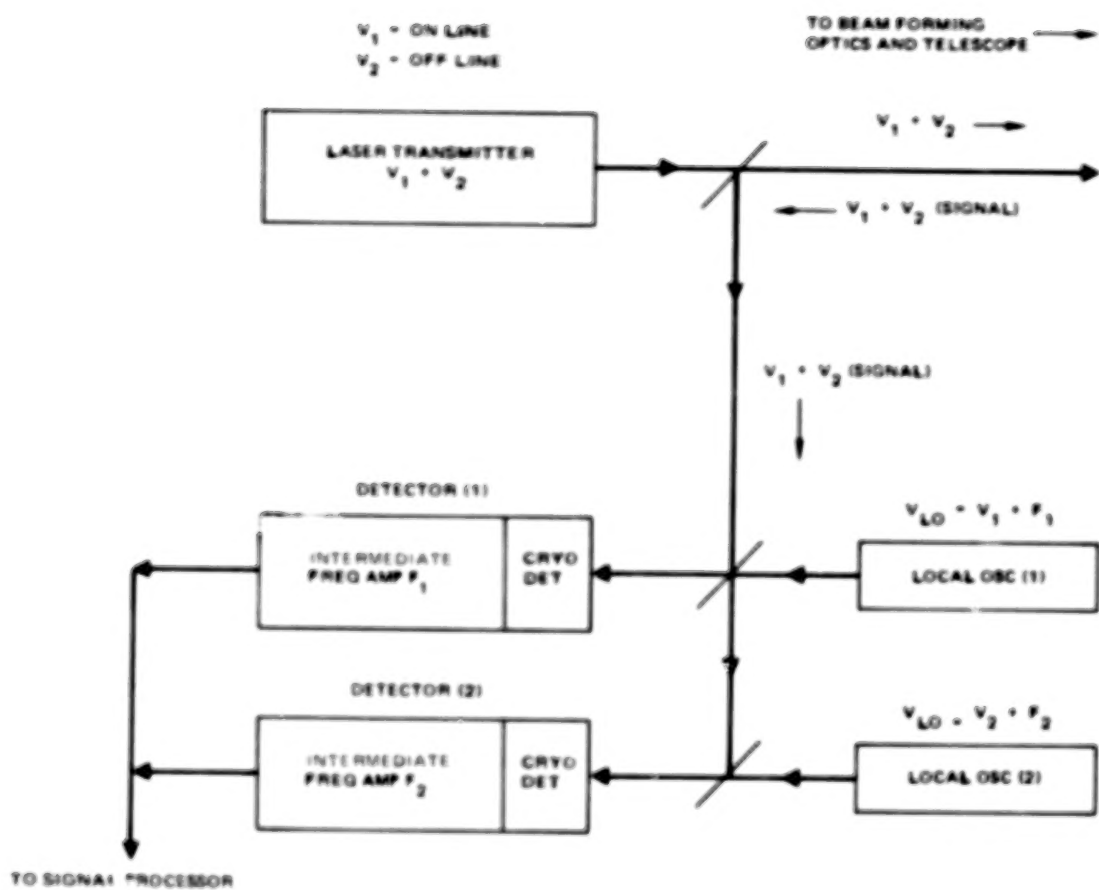 V1 = ON LINE
V2 = OFF LINE
TO BEAM FORMING
OPTICS AND TELESCOPE
V1 + V2
LASER TRANSMITTER
V1 + V2
V1 + V2 (SIGNAL)
V1 + V2 (SIGNAL)
DETECTOR (1)
INTERMEDIATE
FREQ AMP F1
CRYO
DET
VLO = V1 + F1
LOCAL OSC (1)
DETECTOR (2)
INTERMEDIATE
FREQ AMP F2
CRYO
DET
VLO = V2 + F2
LOCAL OSC (2)
TO SIGNAL PROCESSOR